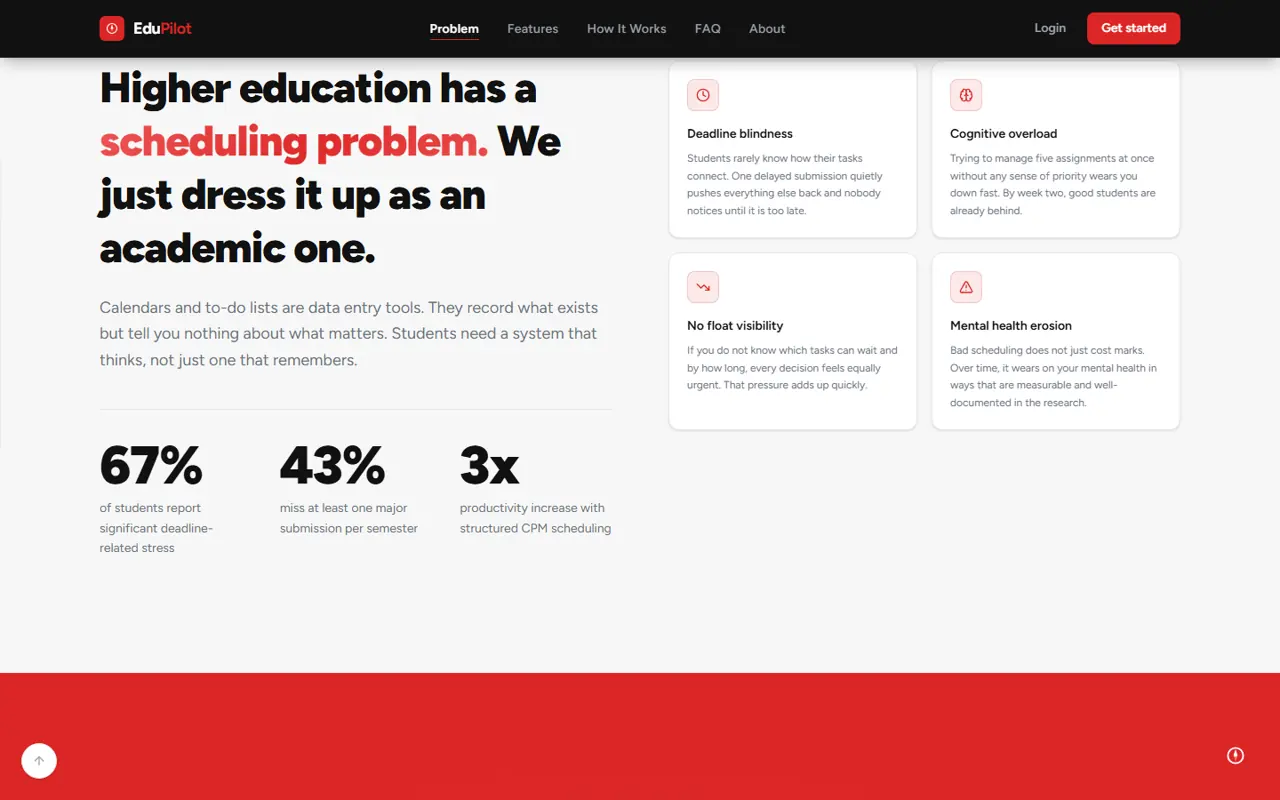 EduPilot
Problem
Features
How It Works
FAQ
About
Login
Get started
Higher education has a
scheduling problem. We
just dress it up as an
academic one.
Calendars and to-do lists are data entry tools. They record what exists
but tell you nothing about what matters. Students need a system that
thinks, not just one that remembers.
67%
of students report
significant deadline-
related stress
43%
miss at least one major
submission per semester
3x
productivity increase with
structured CPM scheduling
Deadline blindness
Students rarely know how their tasks
connect. One delayed submission quietly
pushes everything else back and nobody
notices until it is too late.
Cognitive overload
Trying to manage five assignments at once
without any sense of priority wears you
down fast. By week two, good students are
already behind.
No float visibility
If you do not know which tasks can wait and
by how long, every decision feels equally
urgent. That pressure adds up quickly.
Mental health erosion
Bad scheduling does not just cost marks.
Over time, it wears on your mental health in
ways that are measurable and well-
documented in the research.